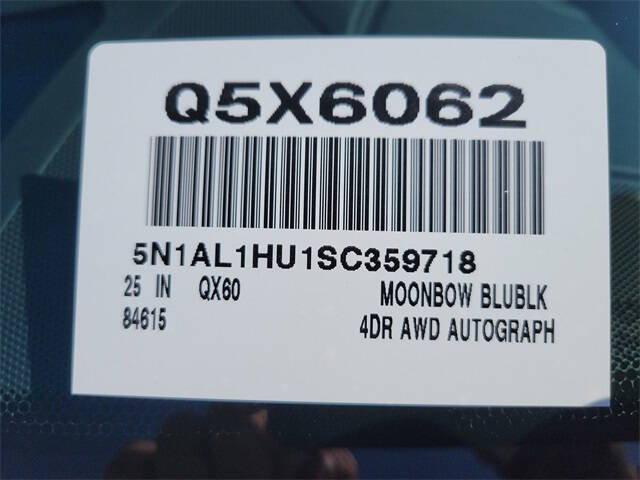 Q5X6062
5N1AL1HU1SC359718
25 IN QX60 MOONBOW BLUBLK
84615 4DR AWD AUTOGRAPH